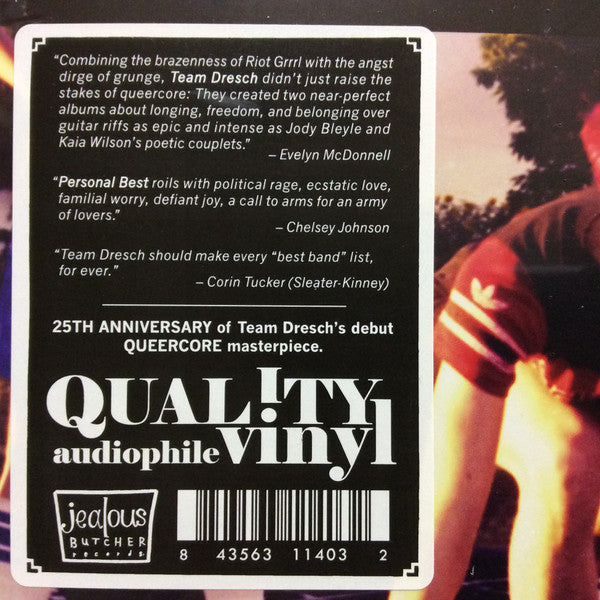 “Combining the brazenness of Riot Grrrl with the angst
dirge of grunge, Team Dresch didn’t just raise the
stakes of queercore: They created two near-perfect
albums about longing, freedom, and belonging over
guitar riffs as epic and intense as Jody Bleyle and
Kaia Wilson’s poetic couplets.”
– Evelyn McDonnell
“Personal Best roils with political rage, ecstatic love,
familial worry, defiant joy, a call to arms for an army
of lovers.”
– Chelsey Johnson
“Team Dresch should make every “best band” list,
for ever.”
– Corin Tucker (Sleater-Kinney)
25TH ANNIVERSARY of Team Dresch’s debut
QUEERCORE masterpiece.
QUAL!TY
audiophile vinyl
jealous
BUTCHER
records.
8 43563 11403 2